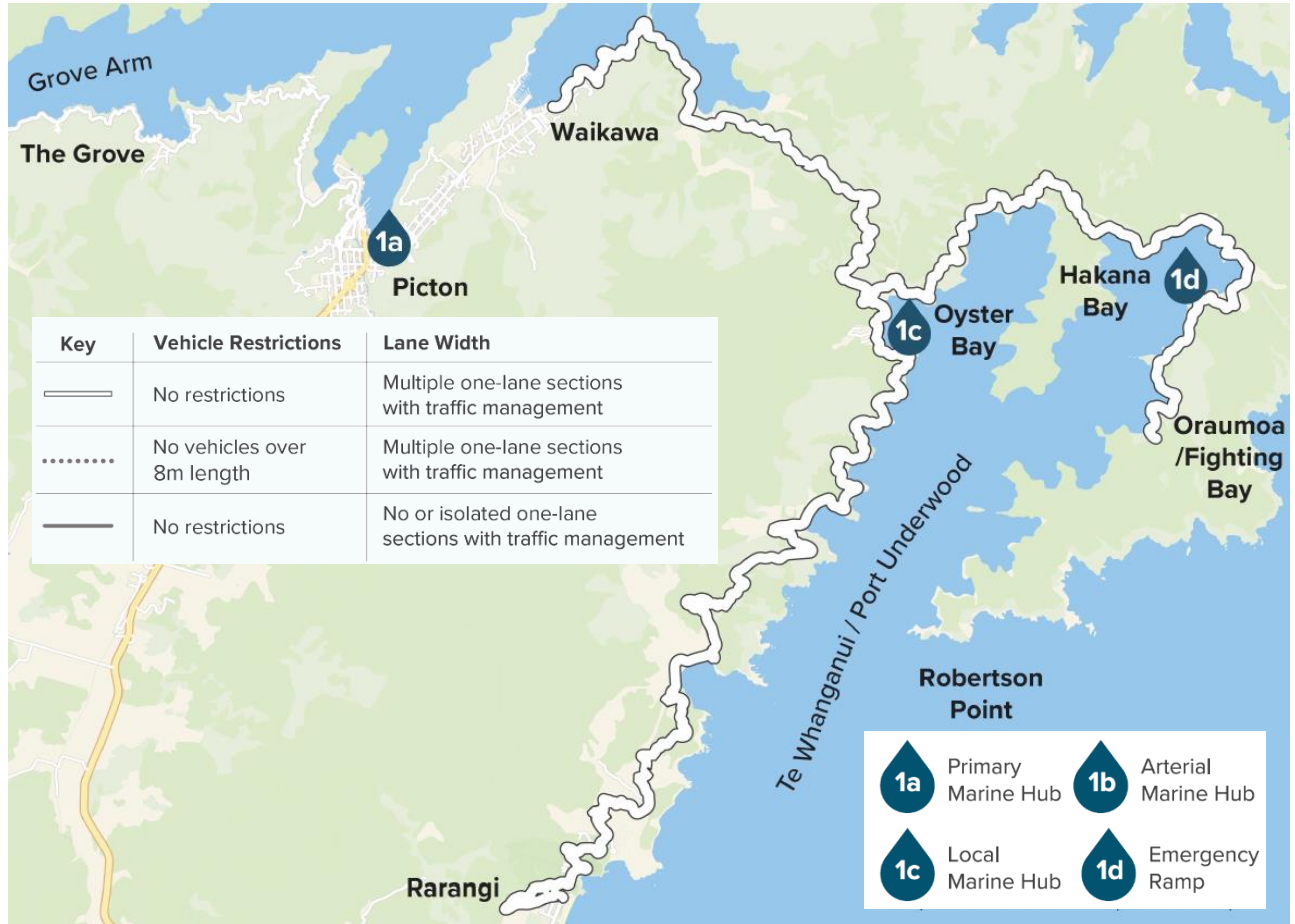 Grove Arm
The Grove
Waikawa
1a
Picton
Hakana
Bay
1d
1c
Oyster
Bay
Oraumoa
/Fighting
Bay
Te Whanganui / Port Underwood
Robertson
Point
Rarangi
Key Vehicle Restrictions Lane Width
No restrictions Multiple one-lane sections
with traffic management
No vehicles over Multiple one-lane sections
8m length with traffic management
No restrictions No or isolated one-lane
sections with traffic management
1a Primary
Marine Hub
1b Arterial
Marine Hub
1c Local
Marine Hub
1d Emergency
Ramp